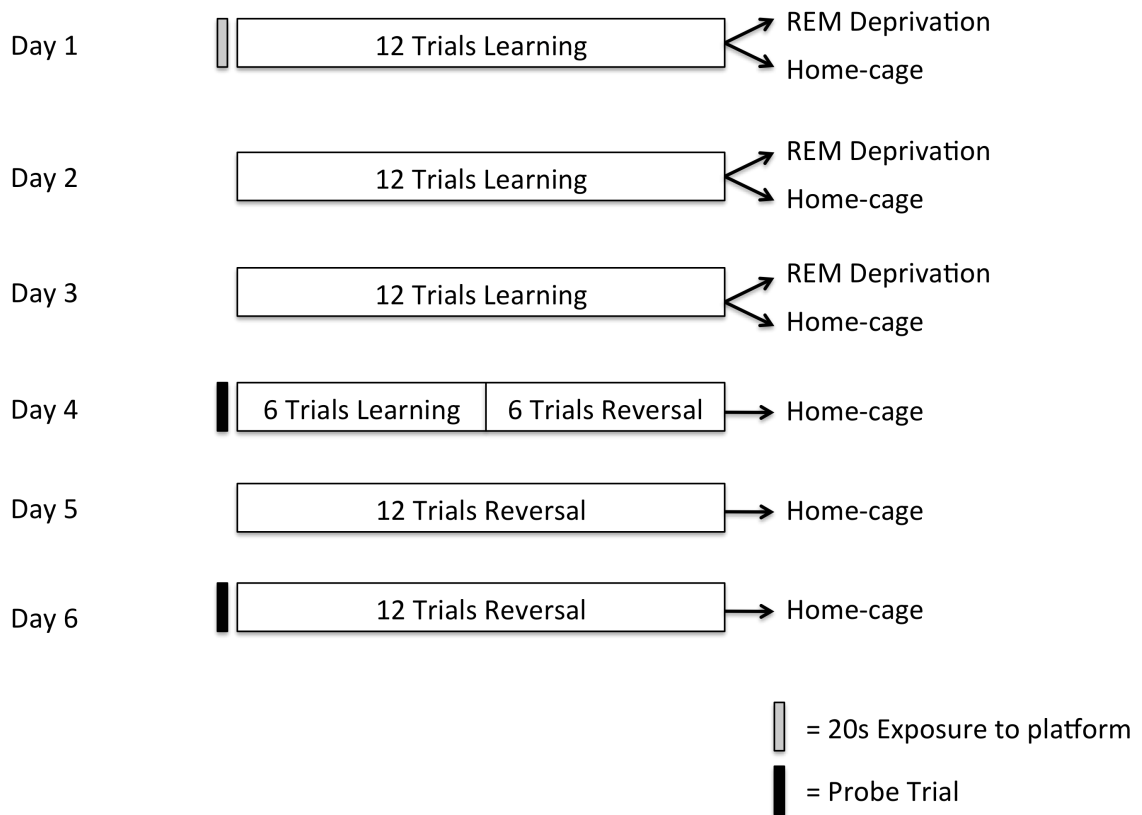 Day 1
12 Trials Learning
REM Deprivation
Home-cage
Day 2
12 Trials Learning
REM Deprivation
Home-cage
Day 3
12 Trials Learning
REM Deprivation
Home-cage
Day 4
6 Trials Learning
6 Trials Reversal
Home-cage
Day 5
12 Trials Reversal
Home-cage
Day 6
12 Trials Reversal
Home-cage
= 20s Exposure to platform
= Probe Trial